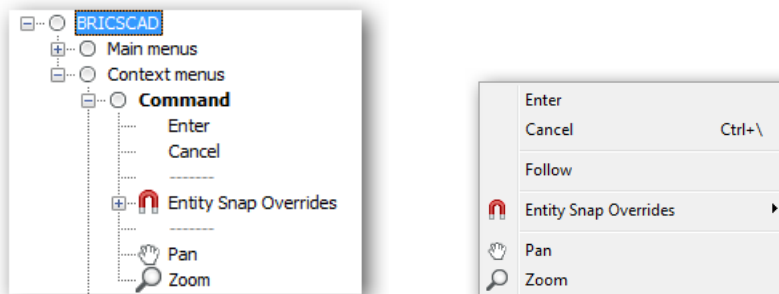 BRICSCAD
Main menus
Context menus
Command
Enter
Cancel
-------
Entity Snap Overrides
-------
Pan
Zoom
Enter
Cancel Ctrl+\
Follow
Entity Snap Overrides
Pan
Zoom